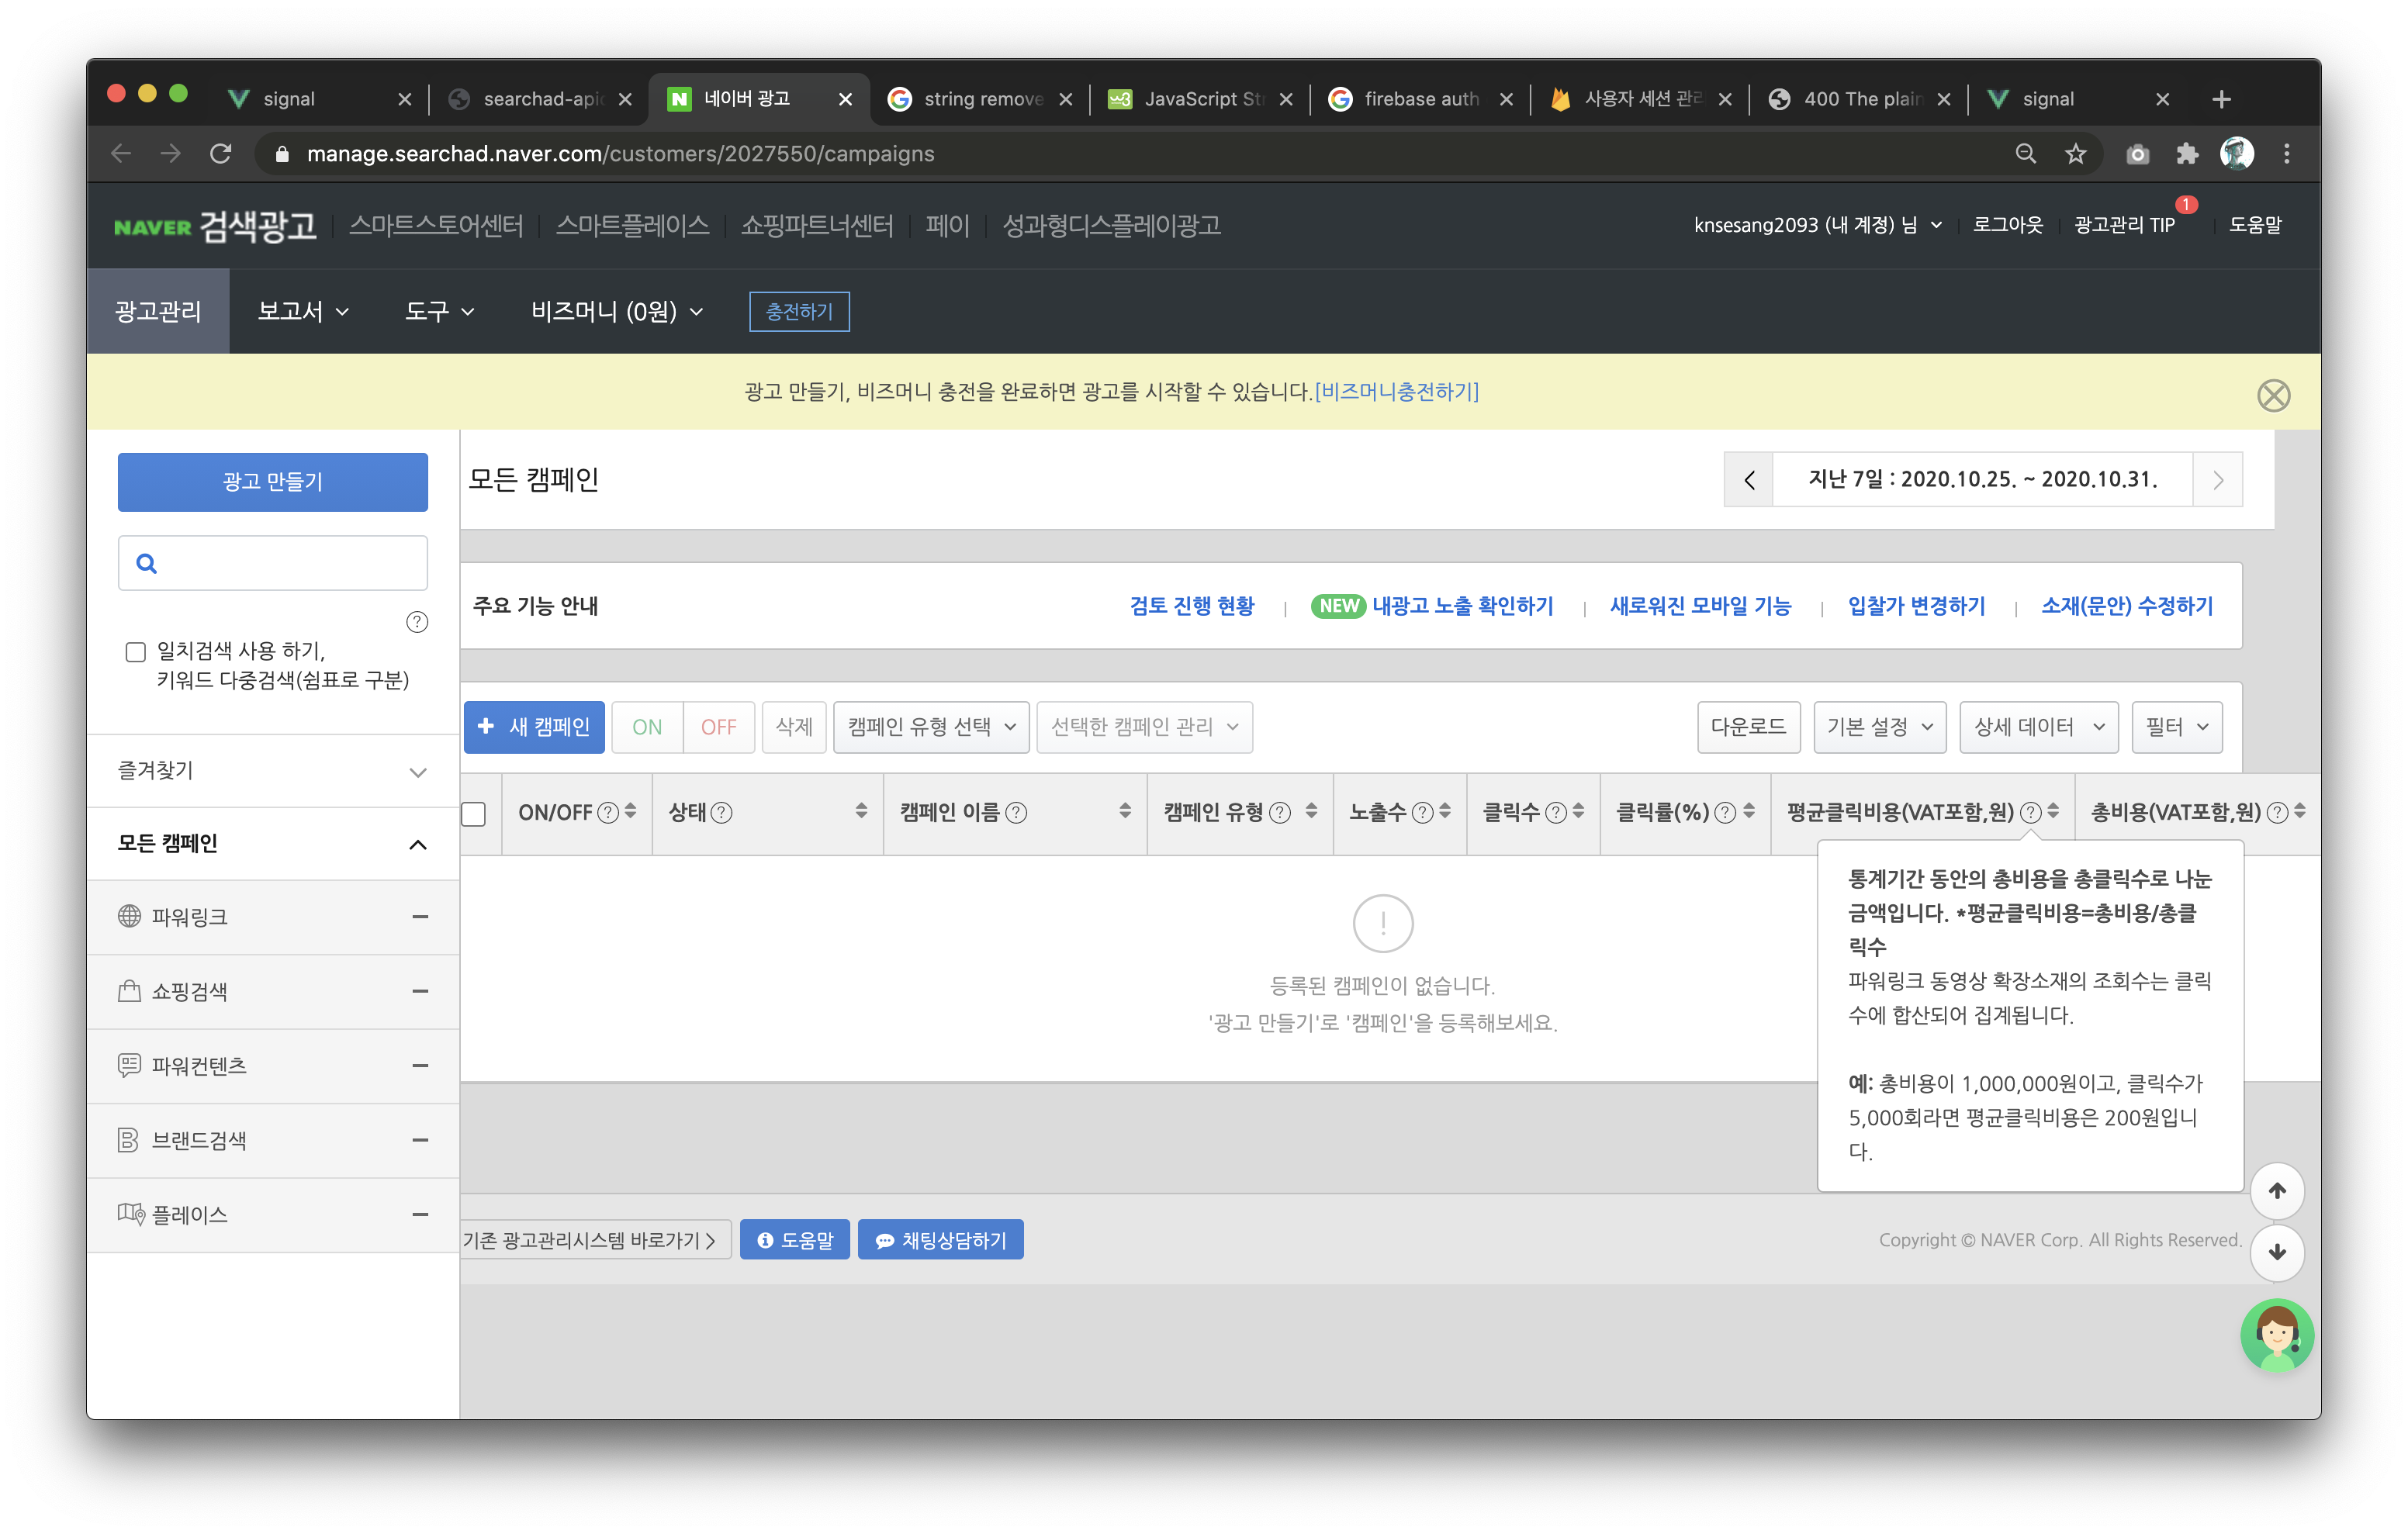 signal
searchad-apic
네이버 광고
string remove
JavaScript Str
firebase auth
사용자 세션 관리
400 The plain
signal
manage.searchad.naver.com/customers/2027550/campaigns
NAVER 검색광고
스마트스토어센터
스마트플레이스
쇼핑파트너센터
페이
성과형디스플레이광고
knsesang2093 (내 계정) 님
로그아웃
광고관리 TIP
1
도움말
광고관리
보고서
도구
비즈머니 (0원)
충전하기
광고 만들기, 비즈머니 충전을 완료하면 광고를 시작할 수 있습니다.[비즈머니충전하기]
광고 만들기
일치검색 사용 하기,
키워드 다중검색(쉼표로 구분)
즐겨찾기
모든 캠페인
파워링크
쇼핑검색
파워컨텐츠
브랜드검색
플레이스
모든 캠페인
지난 7일 : 2020.10.25. ~ 2020.10.31.
주요 기능 안내
검토 진행 현황
NEW 내광고 노출 확인하기
새로워진 모바일 기능
입찰가 변경하기
소재(문안) 수정하기
+ 새 캠페인
ON
OFF
삭제
캠페인 유형 선택
선택한 캠페인 관리
다운로드
기본 설정
상세 데이터
필터
ON/OFF
상태
캠페인 이름
캠페인 유형
노출수
클릭수
클릭률(%)
평균클릭비용(VAT포함,원)
총비용(VAT포함,원)
등록된 캠페인이 없습니다.
'광고 만들기'로 '캠페인'을 등록해보세요.
통계기간 동안의 총비용을 총클릭수로 나눈
금액입니다. *평균클릭비용=총비용/총클
릭수
파워링크 동영상 확장소재의 조회수는 클릭
수에 합산되어 집계됩니다.
예: 총비용이 1,000,000원이고, 클릭수가
5,000회라면 평균클릭비용은 200원입니
다.
기존 광고관리시스템 바로가기 >
도움말
채팅상담하기
Copyright © NAVER Corp. All Rights Reserved.